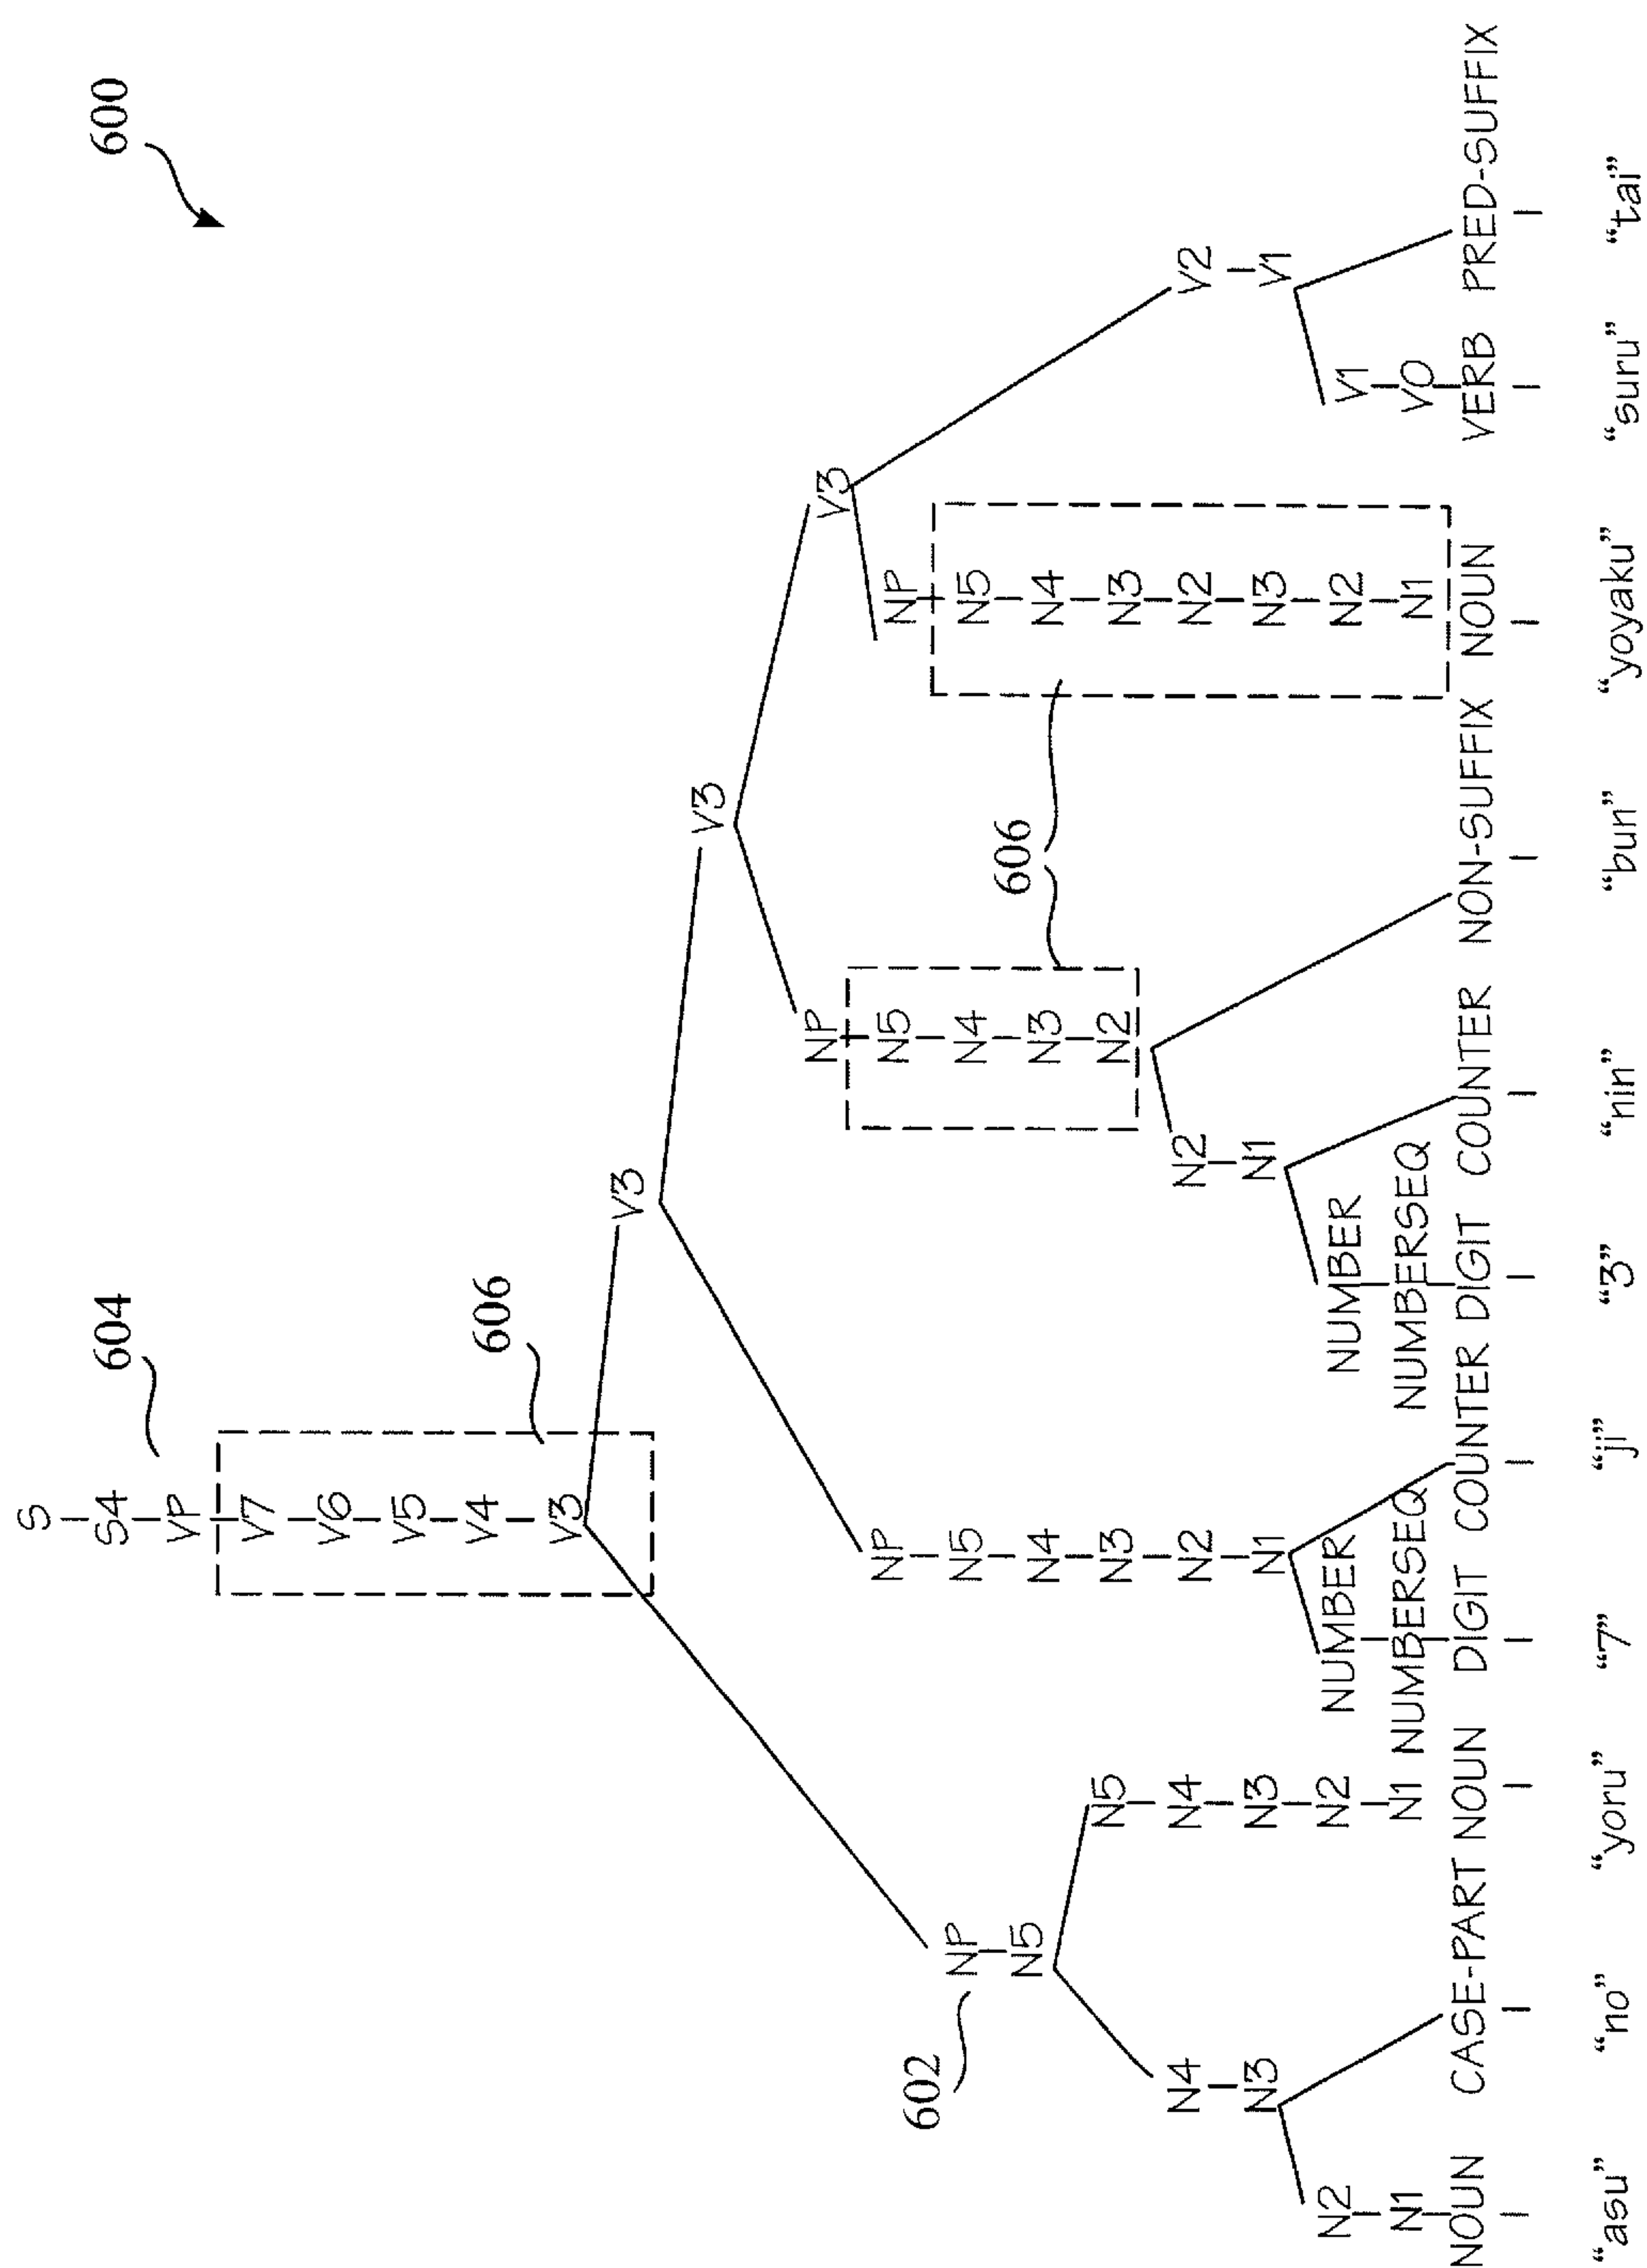 600
S
S4
604
VP
V7
V6
V5
V4
606
V3
V3
V3
V3
NP
N5
N4
N3
N2
606
NP
N5
N4
N3
N2
N3
N2
N1
V2
V1
V1
V0
NP
N5
N4
N3
N2
N1
602
NP
N5
N5
N4
N3
N2
N1
N4
N3
N2
N1
N2
N1
NUMBER
NUMBERSEQ
NUMBER
NUMBERSEQ
NOUN CASE-PART NOUN DIGIT COUNTER DIGIT COUNTER NON-SUFFIX NOUN VERB PRED-SUFFIX
“asu” “no” “yoru” “7” “ji” “3” “nin” “bun” “yoyaku” “suru” “tai”